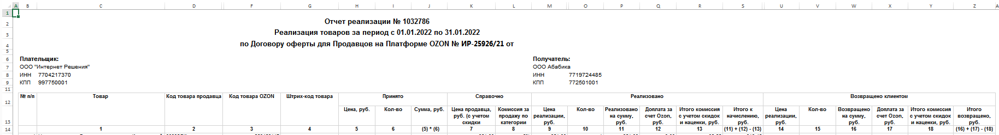 A B C D F G H I J K L M O P Q R S U V W X Y Z A
1
2 Отчет реализации № 1032786
3 Реализация товаров за период с 01.01.2022 по 31.01.2022
4 по Договору оферты для Продавцов на Платформе OZON № ИР-25926/21 от
5
6 Плательщик: Получатель:
7 ООО "Интернет Решения" ООО Абабика
8 ИНН 7704217370 ИНН 7719724485
9 КПП 997750001 КПП 772501001
11
12 № п/п Товар Код товара продавца Код товара OZON Штрих-код товара Принято Справочно Реализовано Возвращено клиентом
13 Цена, руб. Кол-во Сумма, руб. Цена продавца, руб. (с учетом скидки Комиссия за продажу по категории Цена реализации, руб. Кол-во Реализовано на сумму, руб. Доплата за счет Ozon, руб. Итого комиссия с учетом скидок и наценки, руб. Итого к начислению, руб. Цена реализации, руб. Кол-во Возвращено на сумму, руб. Доплата за счет Ozon, руб. Итого комиссия с учетом скидок и наценки, руб. Итого возвращено, руб.
14 1 2 3 4 5 6 (5) * (6) 7 8 9 10 11 12 13 (11) + (12) - (13) 14 15 16 17 18 (16) + (17) - (18)